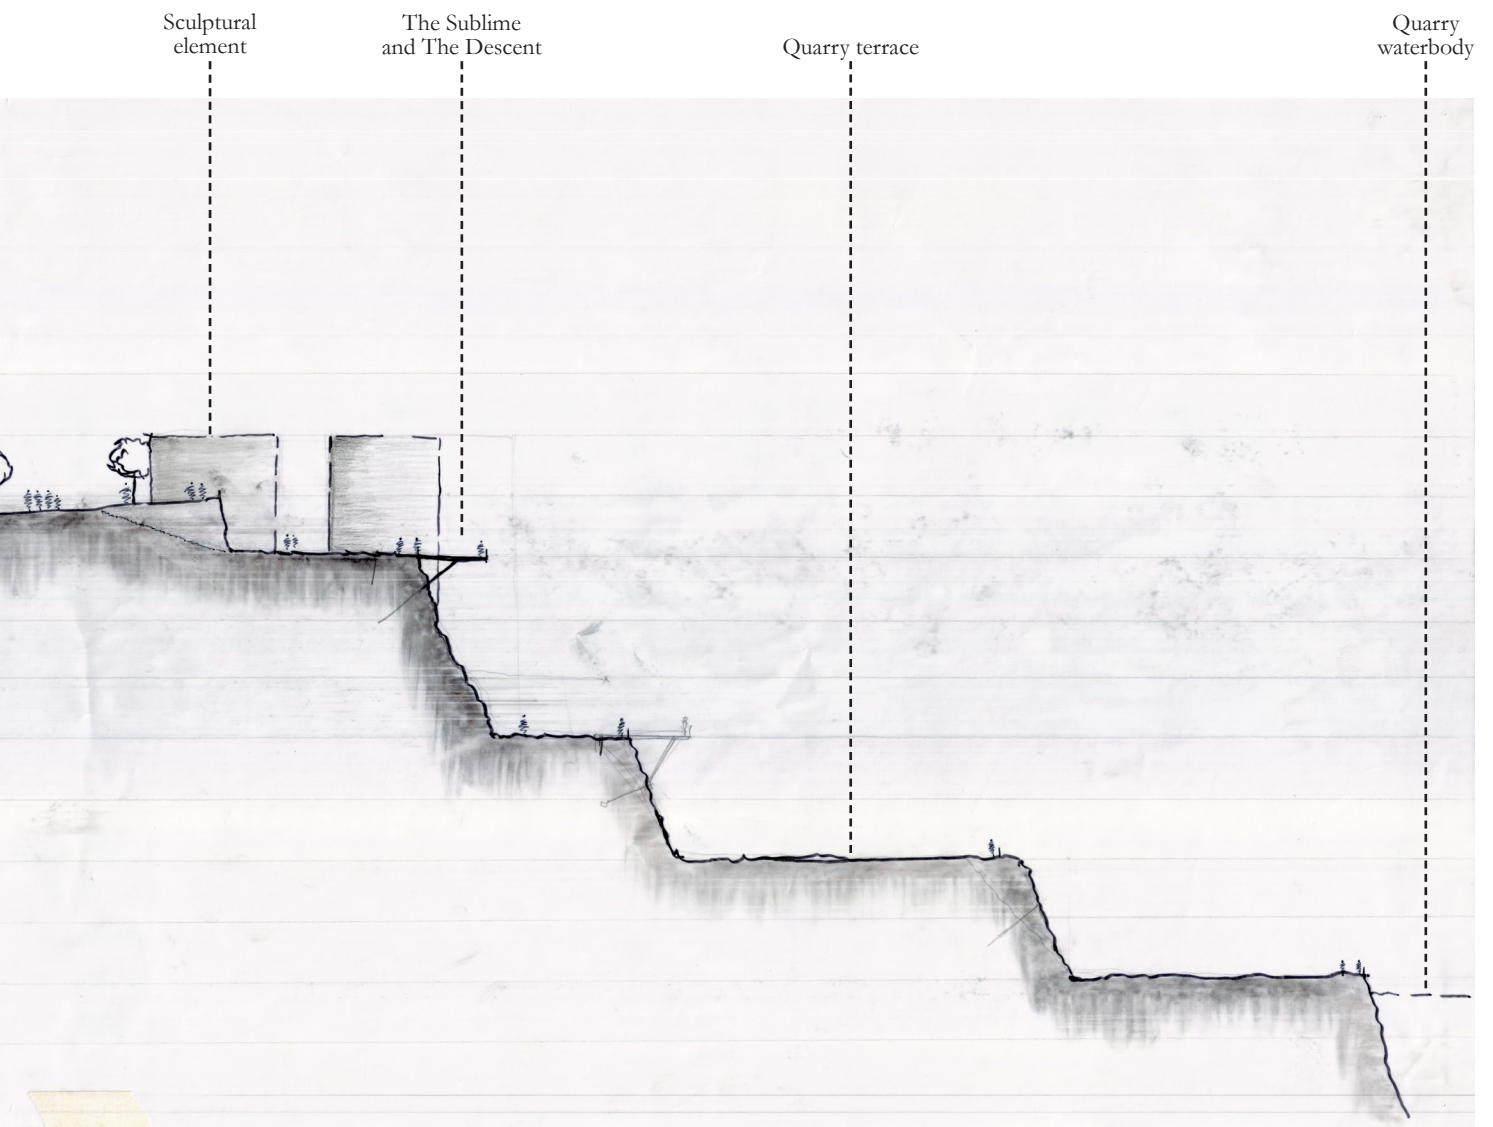 Sculptural
element
The Sublime
and The Descent
Quarry terrace
Quarry
waterbody